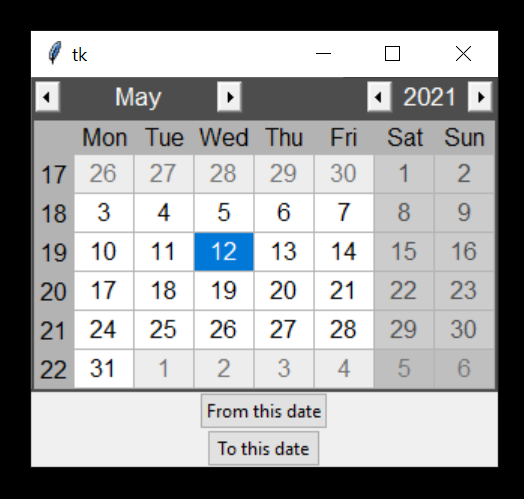 tk
May 2021
Mon Tue Wed Thu Fri Sat Sun
17 26 27 28 29 30 1 2
18 3 4 5 6 7 8 9
19 10 11 12 13 14 15 16
20 17 18 19 20 21 22 23
21 24 25 26 27 28 29 30
22 31 1 2 3 4 5 6
From this date
To this date